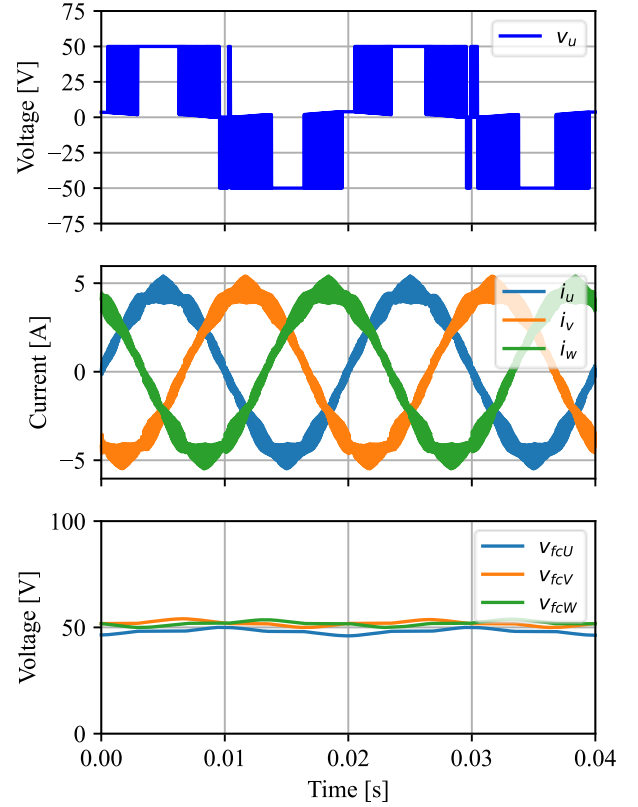 75
50
25
0
−25
−50
−75
Voltage [V]
v_u
5
0
−5
Current [A]
i_u
i_v
i_w
100
50
0
Voltage [V]
v_fcU
v_fcV
v_fcW
0.00 0.01 0.02 0.03 0.04
Time [s]